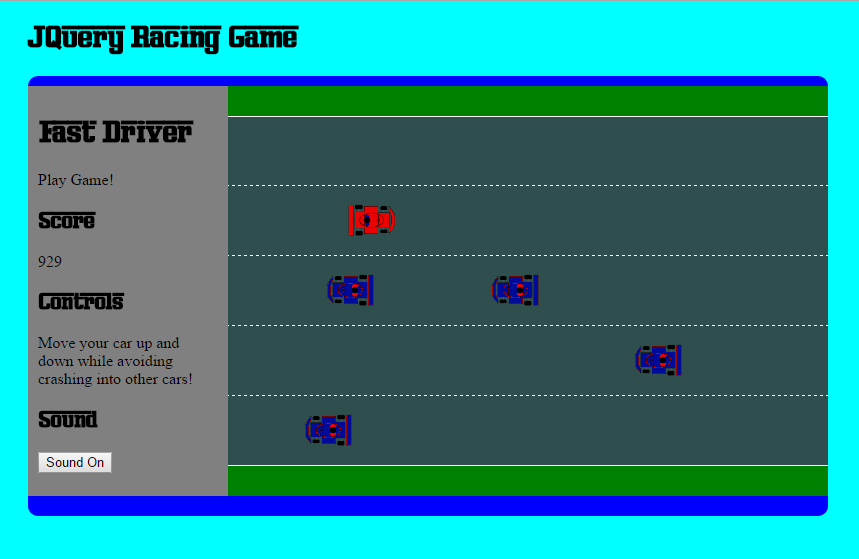 JQuery Racing Game
Fast Driver
Play Game!
Score
929
Controls
Move your car up and
down while avoiding
crashing into other cars!
Sound
Sound On